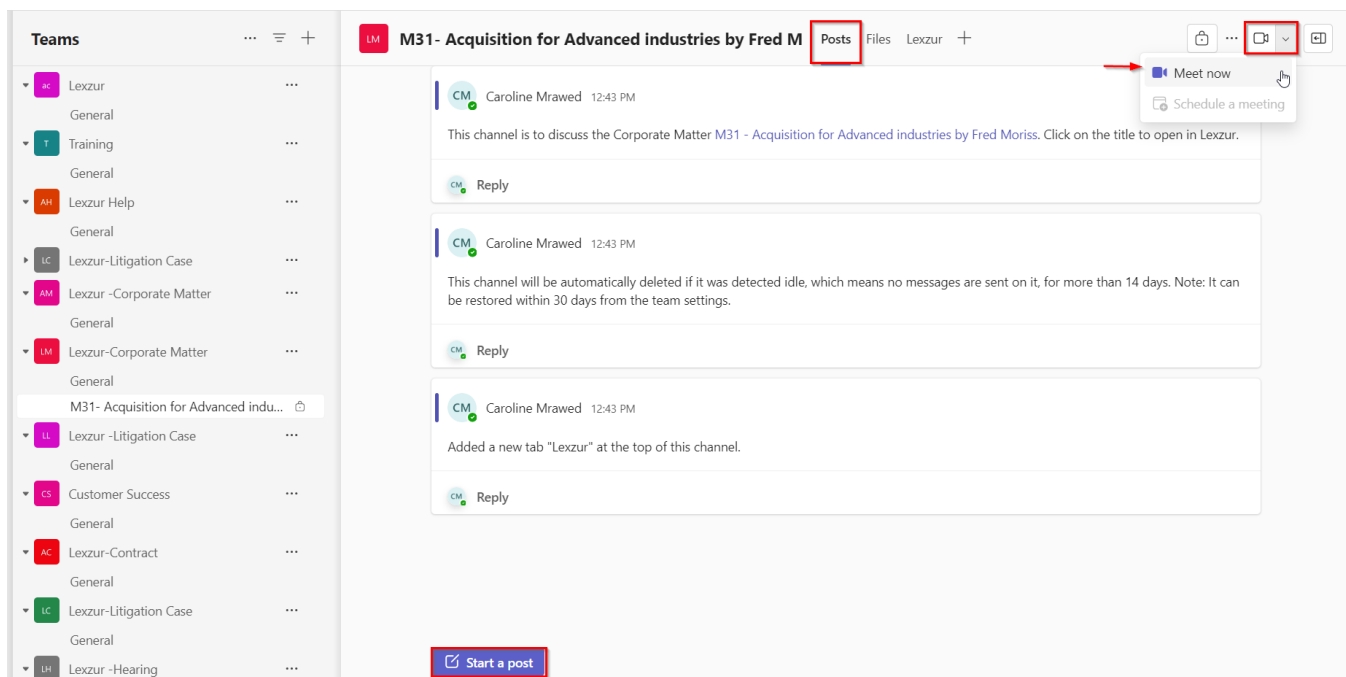 Teams
ac Lexzur
General
T Training
General
AH Lexzur Help
General
LC Lexzur-Litigation Case
AM Lexzur -Corporate Matter
General
LM Lexzur-Corporate Matter
General
M31- Acquisition for Advanced indu...
LL Lexzur -Litigation Case
General
CS Customer Success
General
AC Lexzur-Contract
General
LC Lexzur-Litigation Case
General
LH Lexzur -Hearing
LM M31- Acquisition for Advanced industries by Fred M Posts Files Lexzur
Meet now
Schedule a meeting
CM Caroline Mrawed 12:43 PM
This channel is to discuss the Corporate Matter M31 - Acquisition for Advanced industries by Fred Moriss. Click on the title to open in Lexzur.
CM Reply
CM Caroline Mrawed 12:43 PM
This channel will be automatically deleted if it was detected idle, which means no messages are sent on it, for more than 14 days. Note: It can
be restored within 30 days from the team settings.
CM Reply
CM Caroline Mrawed 12:43 PM
Added a new tab "Lexzur" at the top of this channel.
CM Reply
Start a post